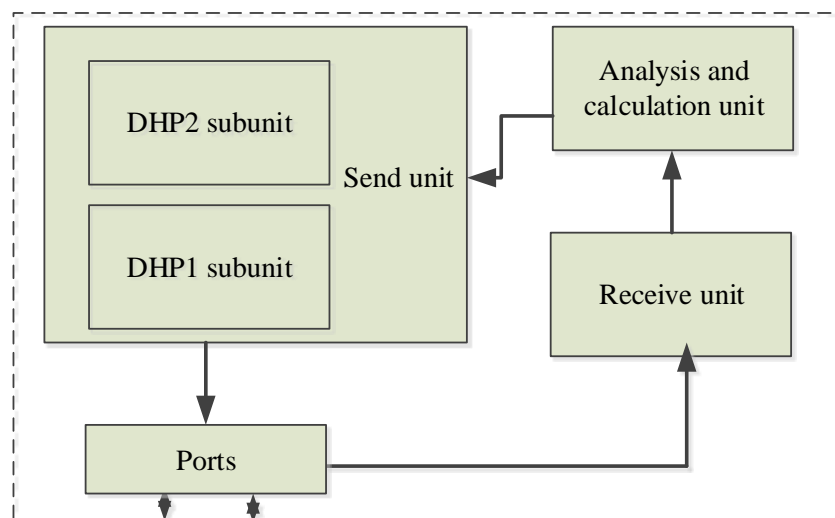 DHP2 subunit
Send unit
DHP1 subunit
Analysis and
calculation unit
Receive unit
Ports